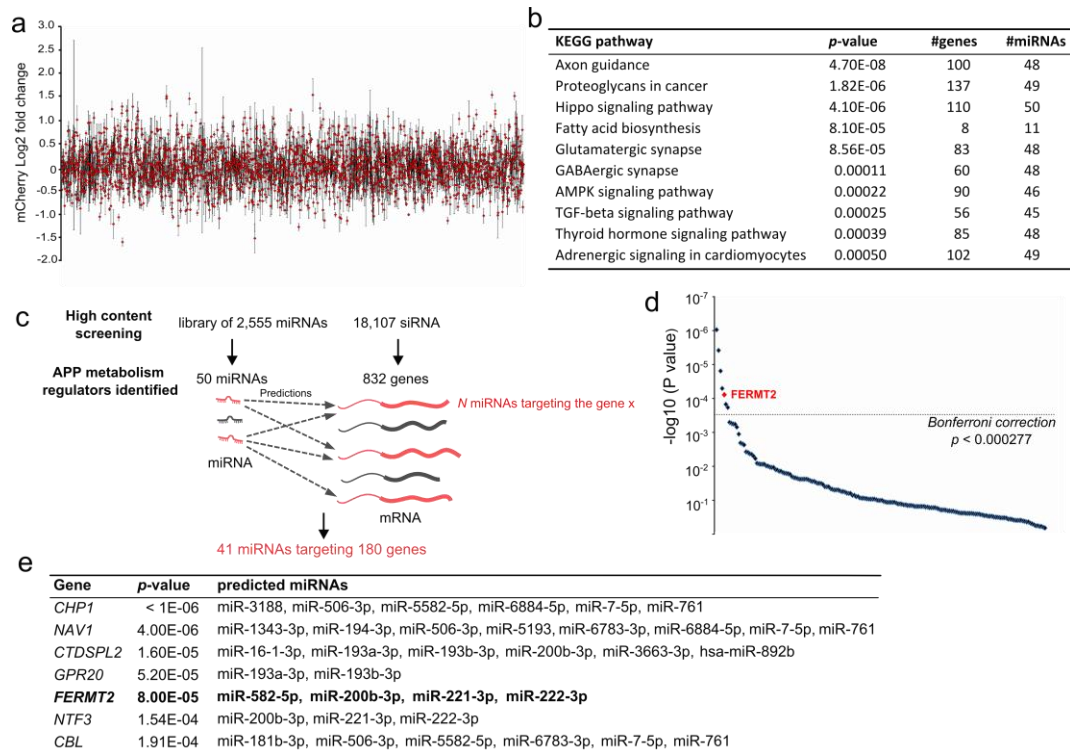 a
3.0
2.5
2.0
1.5
1.0
0.5
0
-0.5
-1.0
-1.5
-2.0
mCherry Log2 fold change
b
KEGG pathway p-value #genes #miRNAs
Axon guidance 4.70E-08 100 48
Proteoglycans in cancer 1.82E-06 137 49
Hippo signaling pathway 4.10E-06 110 50
Fatty acid biosynthesis 8.10E-05 8 11
Glutamatergic synapse 8.56E-05 83 48
GABAergic synapse 0.00011 60 48
AMPK signaling pathway 0.00022 90 46
TGF-beta signaling pathway 0.00025 56 45
Thyroid hormone signaling pathway 0.00039 85 48
Adrenergic signaling in cardiomyocytes 0.00050 102 49
c
High content
screening
library of 2,555 miRNAs 18,107 siRNA
APP metabolism
regulators identified
50 miRNAs 832 genes
Predictions
N miRNAs targeting the gene x
miRNA
mRNA
41 miRNAs targeting 180 genes
d
-log10 (P value)
10-7
10-6
10-5
10-4
10-3
10-2
10-1
FERMT2
Bonferroni correction
p < 0.000277
e
Gene p-value predicted miRNAs
CHP1 < 1E-06 miR-3188, miR-506-3p, miR-5582-5p, miR-6884-5p, miR-7-5p, miR-761
NAV1 4.00E-06 miR-1343-3p, miR-194-3p, miR-506-3p, miR-5193, miR-6783-3p, miR-6884-5p, miR-7-5p, miR-761
CTDSPL2 1.60E-05 miR-16-1-3p, miR-193a-3p, miR-193b-3p, miR-200b-3p, miR-3663-3p, hsa-miR-892b
GPR20 5.20E-05 miR-193a-3p, miR-193b-3p
FERMT2 8.00E-05 miR-582-5p, miR-200b-3p, miR-221-3p, miR-222-3p
NTF3 1.54E-04 miR-200b-3p, miR-221-3p, miR-222-3p
CBL 1.91E-04 miR-181b-3p, miR-506-3p, miR-5582-5p, miR-6783-3p, miR-7-5p, miR-761